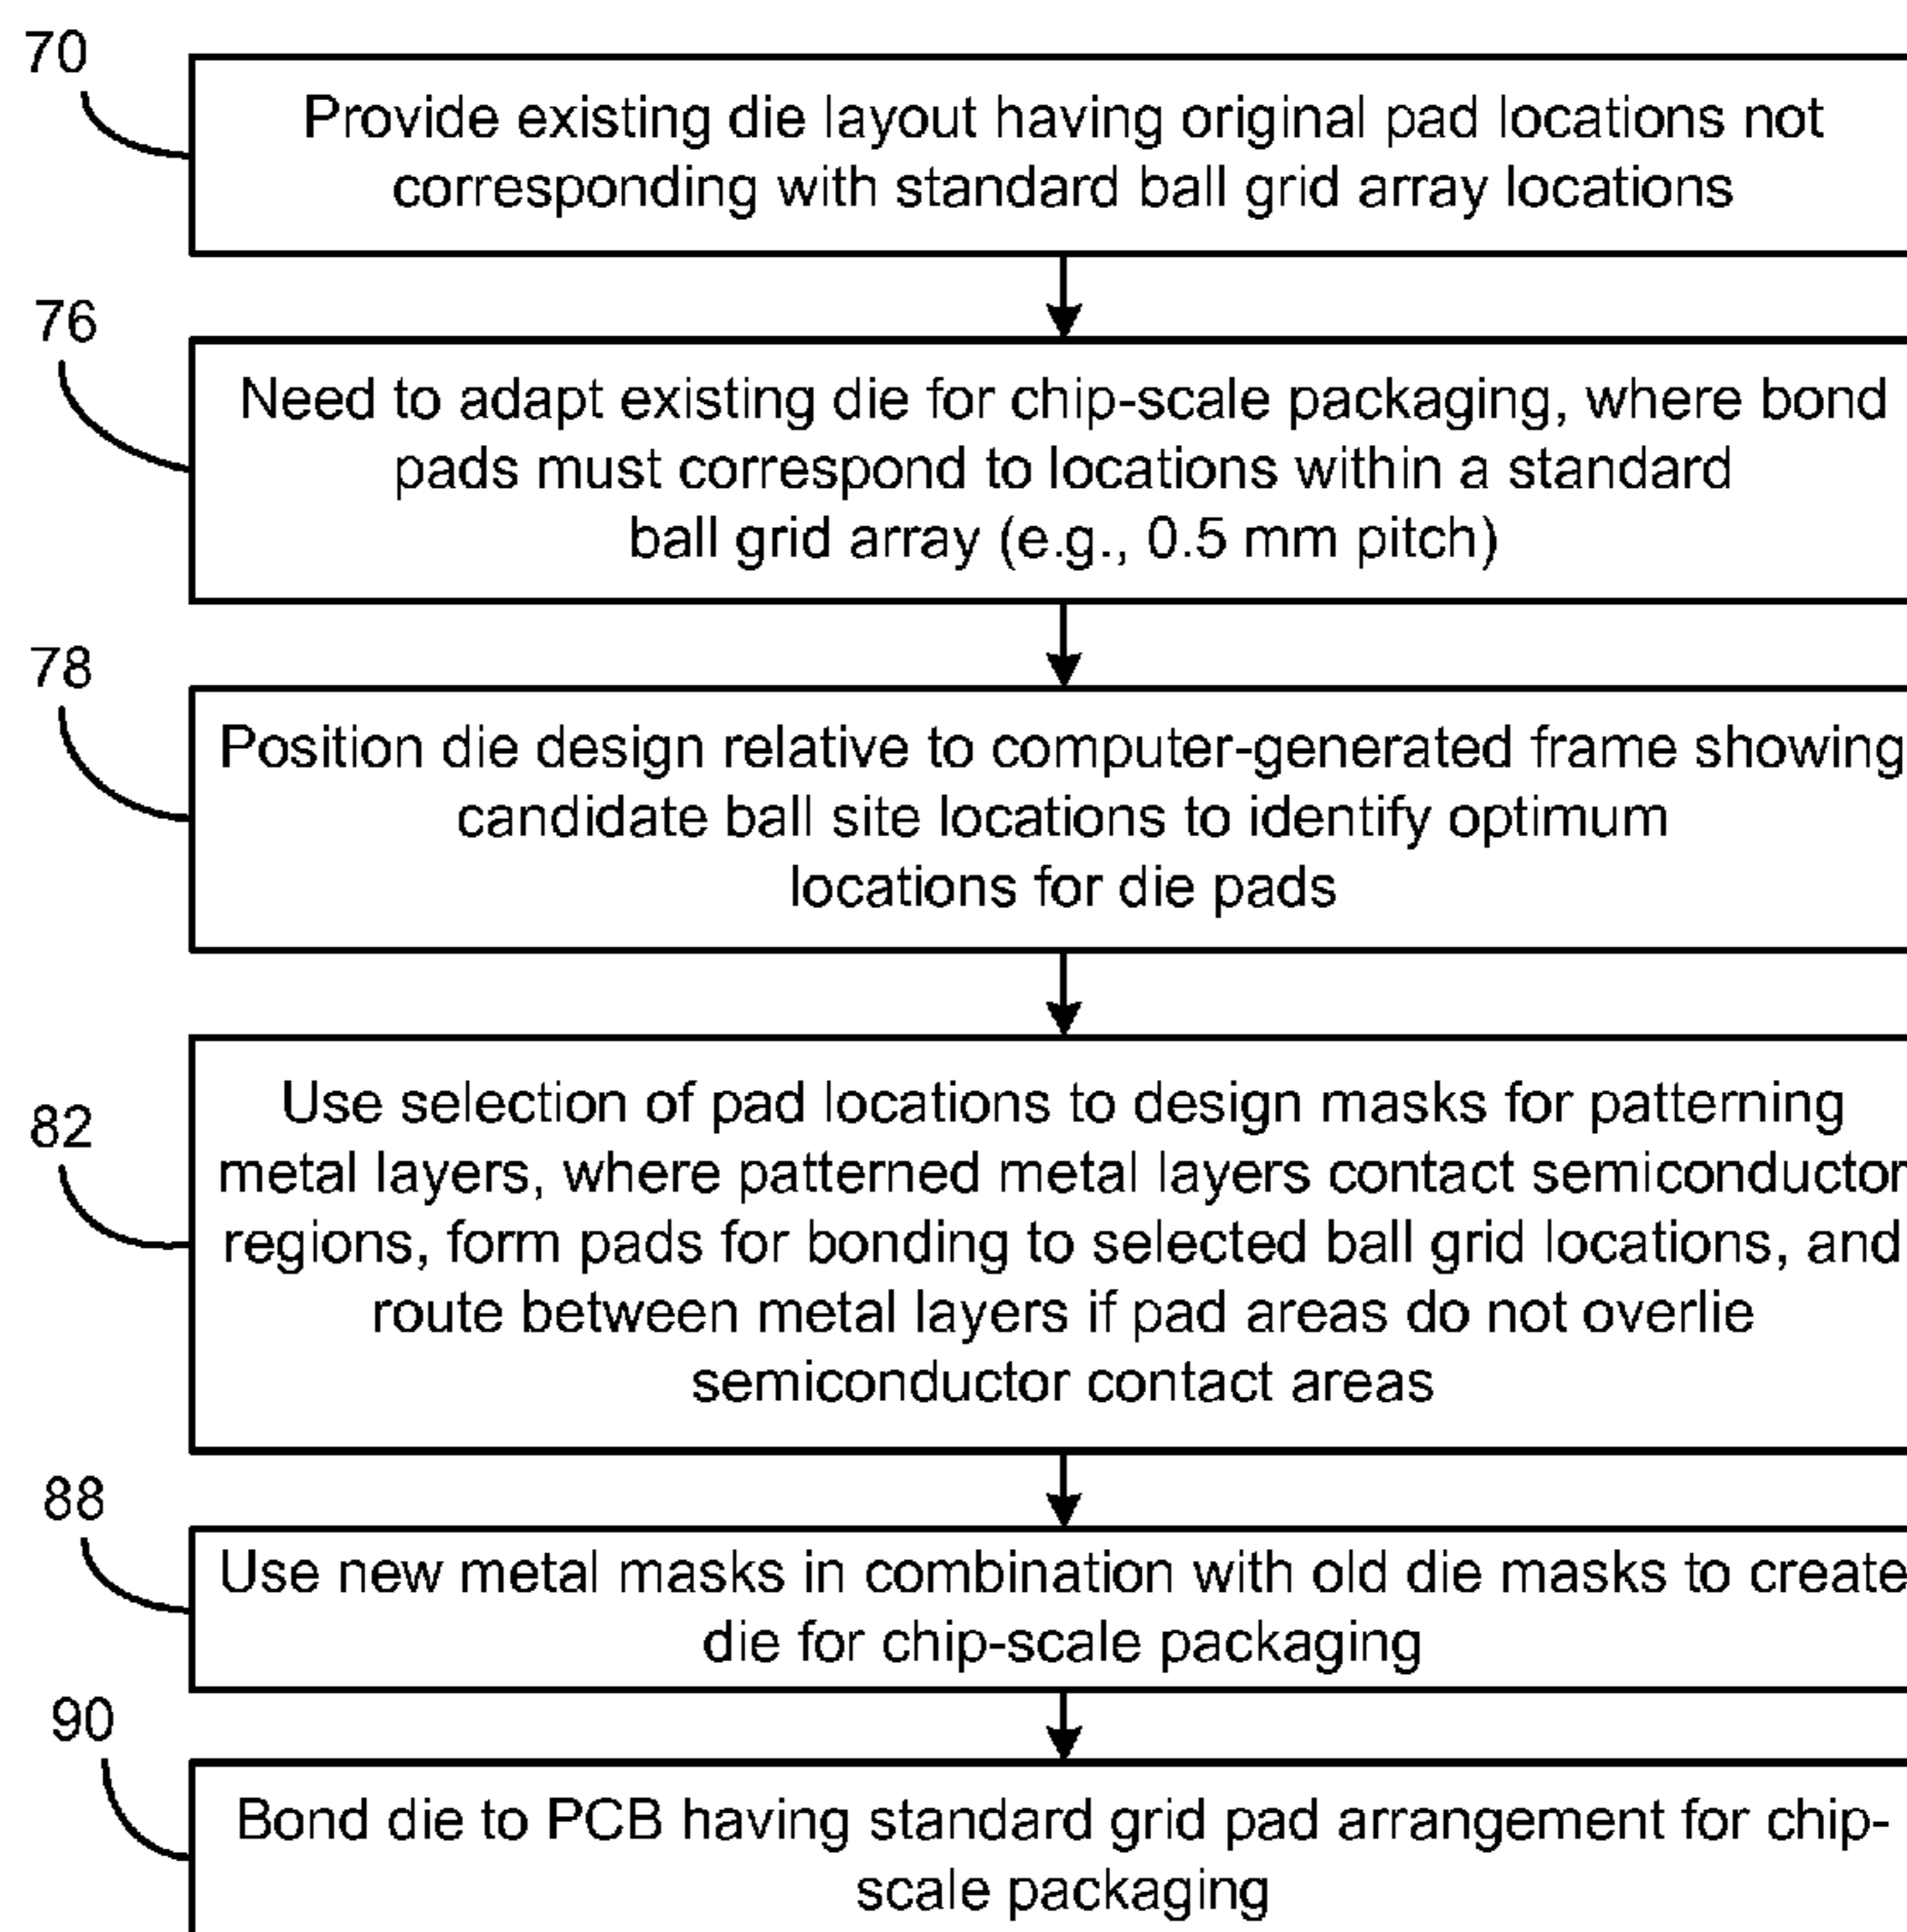 70
Provide existing die layout having original pad locations not
corresponding with standard ball grid array locations
76
Need to adapt existing die for chip-scale packaging, where bond
pads must correspond to locations within a standard
ball grid array (e.g., 0.5 mm pitch)
78
Position die design relative to computer-generated frame showing
candidate ball site locations to identify optimum
locations for die pads
82
Use selection of pad locations to design masks for patterning
metal layers, where patterned metal layers contact semiconductor
regions, form pads for bonding to selected ball grid locations, and
route between metal layers if pad areas do not overlie
semiconductor contact areas
88
Use new metal masks in combination with old die masks to create
die for chip-scale packaging
90
Bond die to PCB having standard grid pad arrangement for chip-
scale packaging